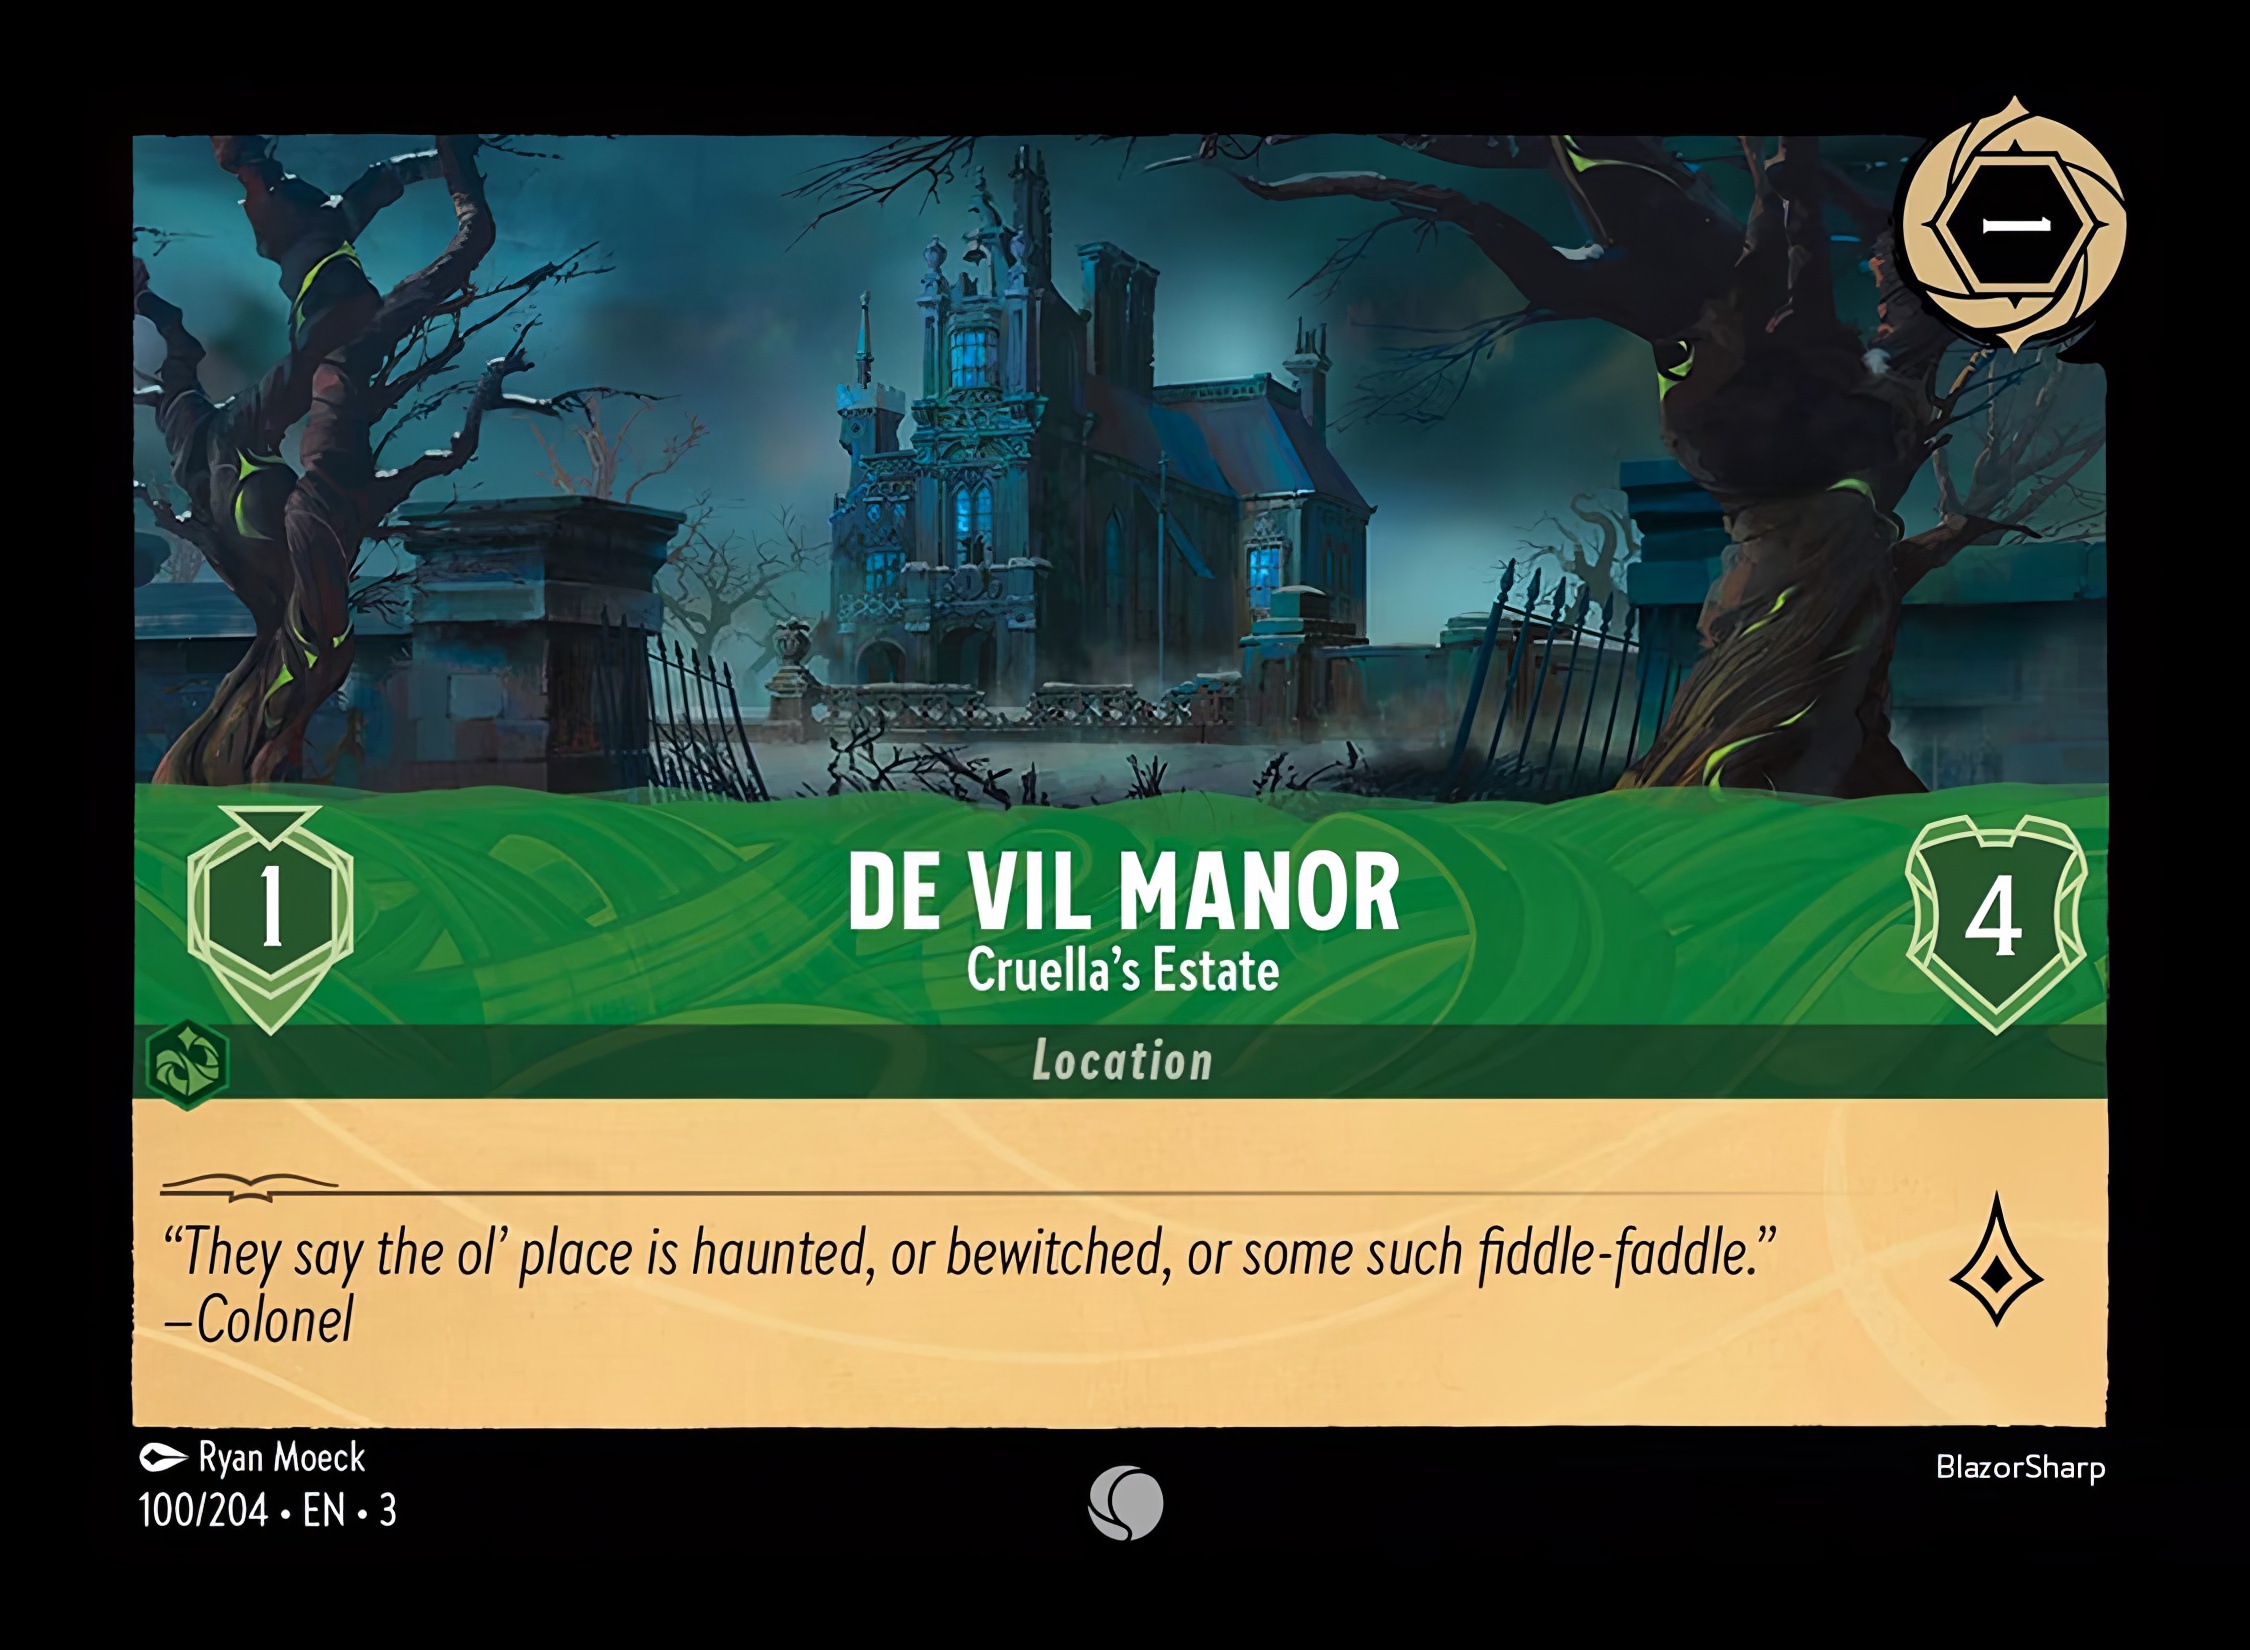 1
1
DE VIL MANOR
4
Cruella’s Estate
Location
“They say the ol’ place is haunted, or bewitched, or some such fiddle-faddle.”
–Colonel
Ryan Moeck
BlazorSharp
100/204 • EN • 3